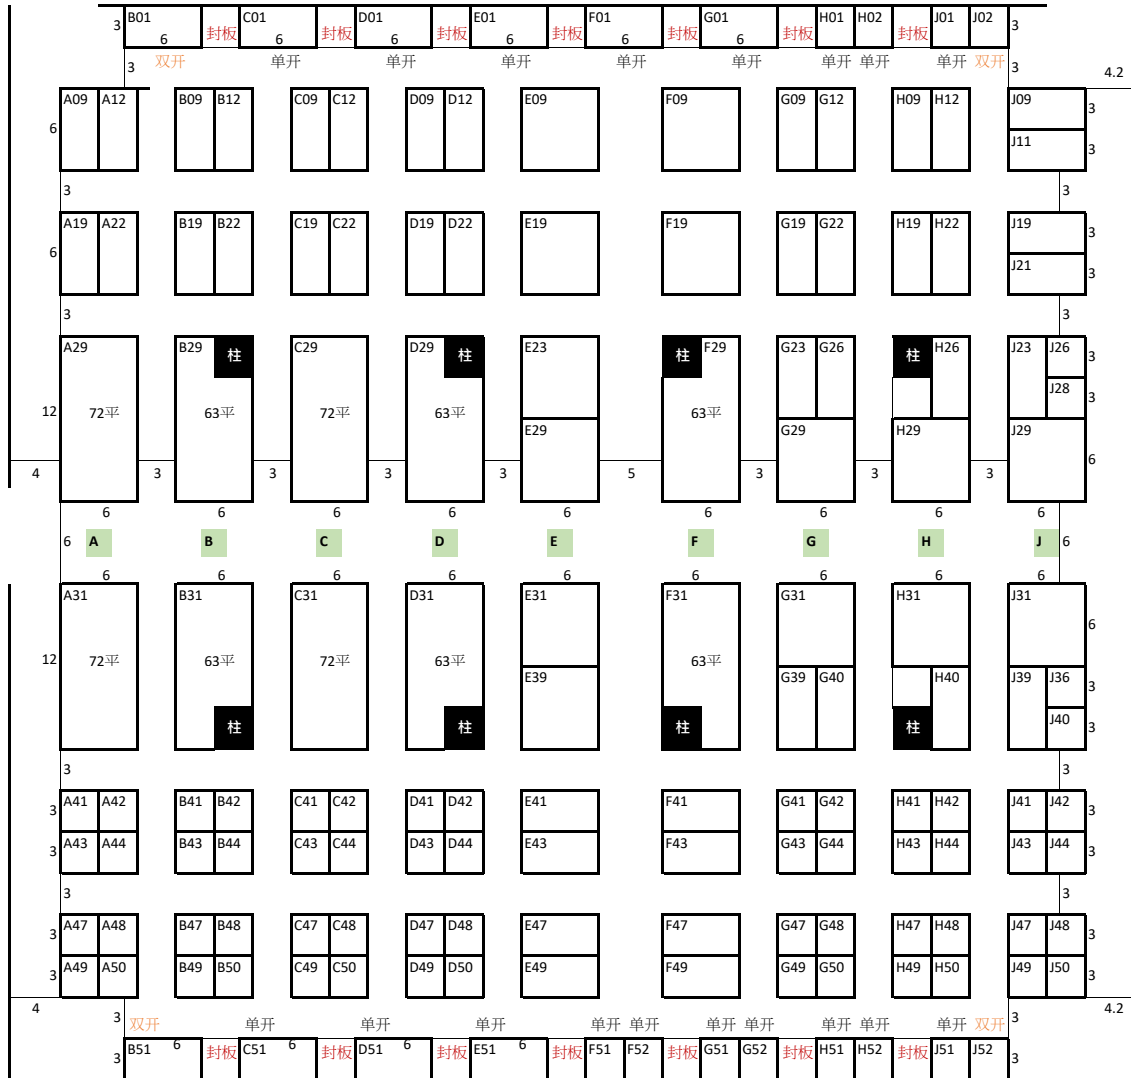 B01 C01 D01 E01 F01 G01 H01 H02 J01 J02
3 6 封板 6 封板 6 封板 6 封板 6 封板 6 封板 封板 3
3 双开 单开 单开 单开 单开 单开 单开 单开 单开 双开 3
4.2
A09 A12 B09 B12 C09 C12 D09 D12 E09 F09 G09 G12 H09 H12 J09 3
6
J11 3
3 3
A19 A22 B19 B22 C19 C22 D19 D22 E19 F19 G19 G22 H19 H22 J19 3
6
J21 3
3 3
A29 B29 柱 C29 D29 柱 E23 柱 F29 G23 G26 柱 H26 J23 J26 3
J28 3
12 72平 63平 72平 63平 63平
E29 G29 H29 J29
6
4 3 3 3 3 5 3 3 3
6 6 6 6 6 6 6 6 6
6 A B C D E F G H J 6
6 6 6 6 6 6 6 6 6
A31 B31 C31 D31 E31 F31 G31 H31 J31
6
12 72平 63平 72平 63平 63平
E39 G39 G40 H40 J39 J36 3
柱 柱 柱 柱 J40 3
3 3
3 A41 A42 B41 B42 C41 C42 D41 D42 E41 F41 G41 G42 H41 H42 J41 J42 3
3 A43 A44 B43 B44 C43 C44 D43 D44 E43 F43 G43 G44 H43 H44 J43 J44 3
3 3
3 A47 A48 B47 B48 C47 C48 D47 D48 E47 F47 G47 G48 H47 H48 J47 J48 3
3 A49 A50 B49 B50 C49 C50 D49 D50 E49 F49 G49 G50 H49 H50 J49 J50 3
4 4.2
3 双开 单开 单开 单开 单开 单开 单开 单开 单开 单开 单开 双开 3
3 B51 6 封板 C51 6 封板 D51 6 封板 E51 6 封板 F51 F52 封板 G51 G52 封板 H51 H52 封板 J51 J52 3